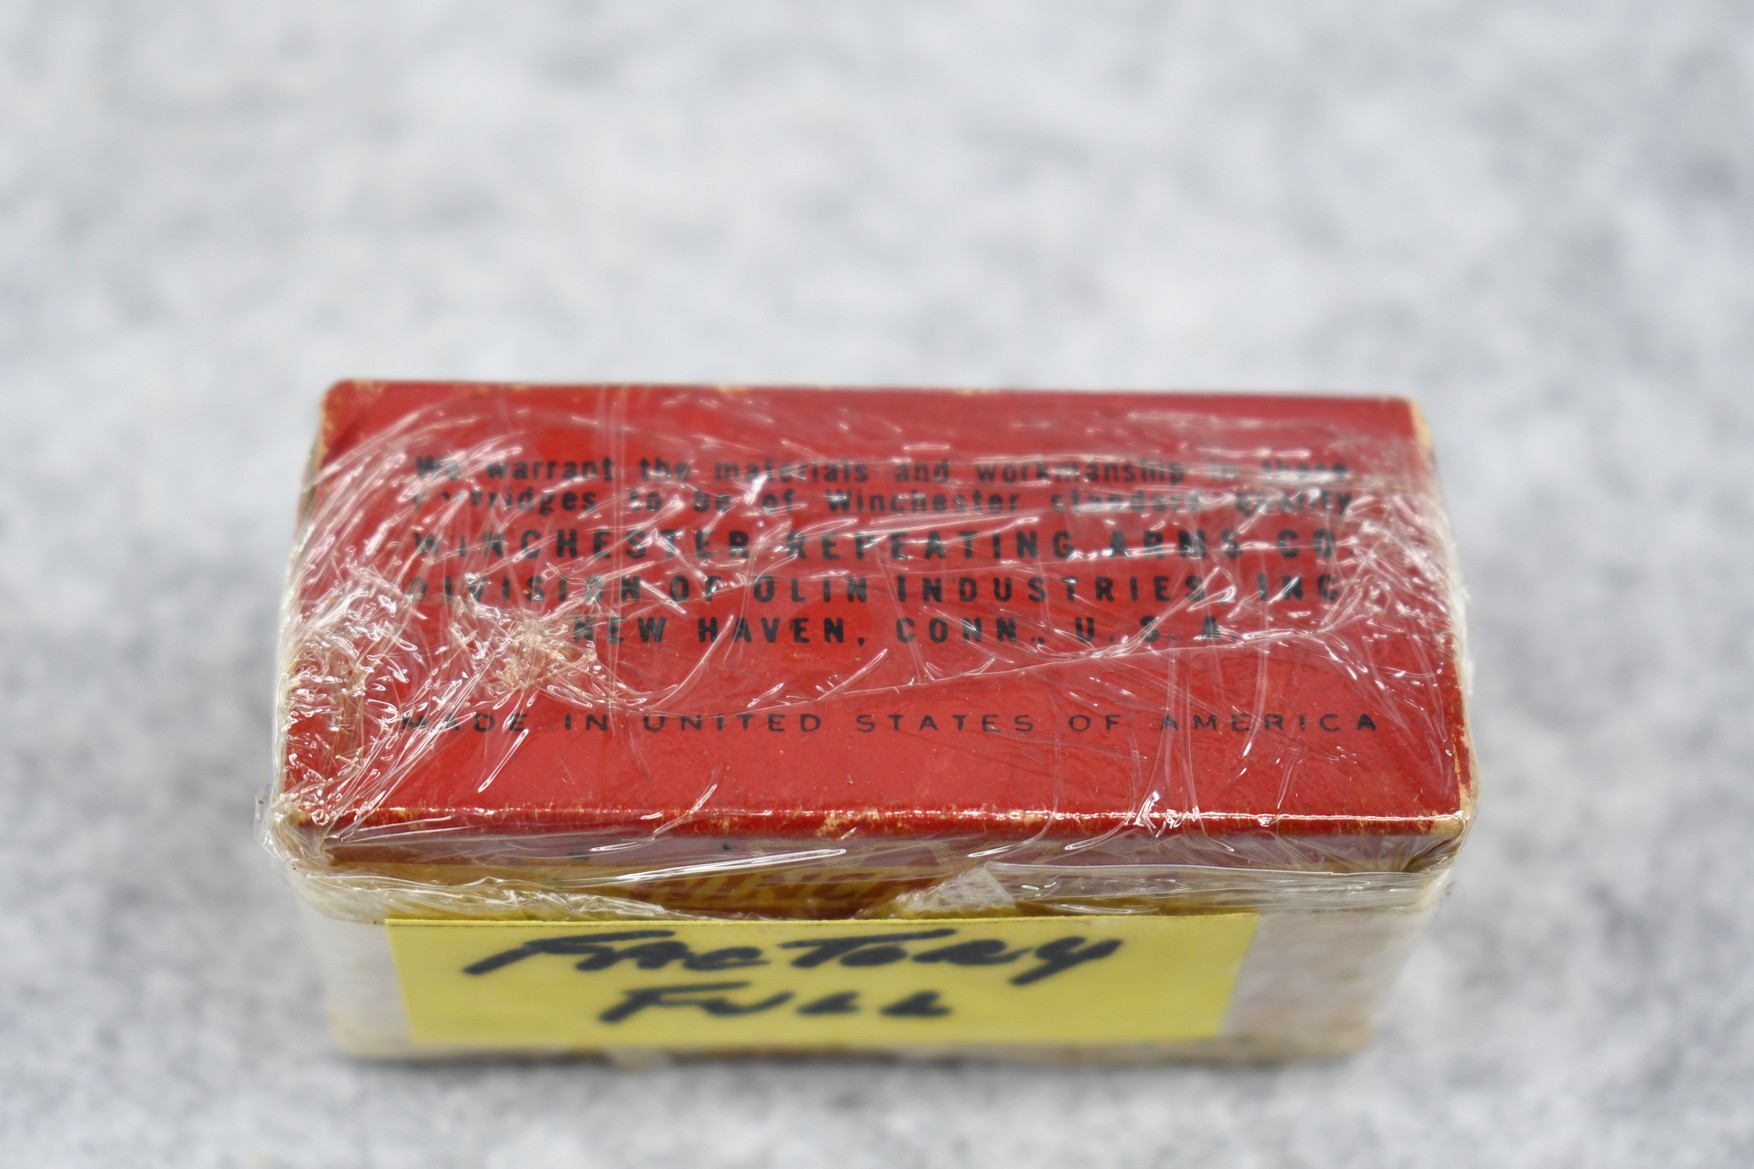 We warrant the materials and workmanship in these
cartridges to be of Winchester standard quality
WINCHESTER REPEATING ARMS CO.
DIVISION OF OLIN INDUSTRIES, INC.
NEW HAVEN, CONN., U. S. A.
MADE IN UNITED STATES OF AMERICA
FACTORY
FULL